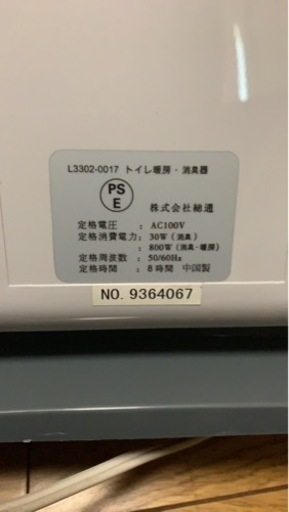 L3302-0017 トイレ暖房・消臭器
PS
E
株式会社総通
定格電圧 : AC100V
定格消費電力: 30W(消臭)
800W(消臭・暖房)
定格周波数 : 50/60Hz
定格時間 : 8時間 中国製
NO. 9364067